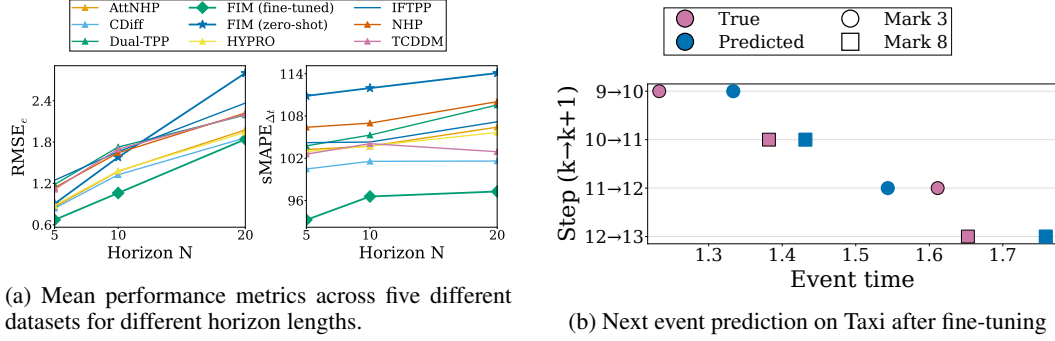 AttNHP
CDiff
Dual-TPP
FIM (fine-tuned)
FIM (zero-shot)
HYPRO
IFTPP
NHP
TCDDM
RMSE_e
2.4
1.8
1.2
0.6
5 10 20
Horizon N
sMAPE_Δt
114
108
102
96
5 10 20
Horizon N
(a) Mean performance metrics across five different
datasets for different horizon lengths.
True
Predicted
Mark 3
Mark 8
Step (k→k+1)
9→10
10→11
11→12
12→13
1.3 1.4 1.5 1.6 1.7
Event time
(b) Next event prediction on Taxi after fine-tuning